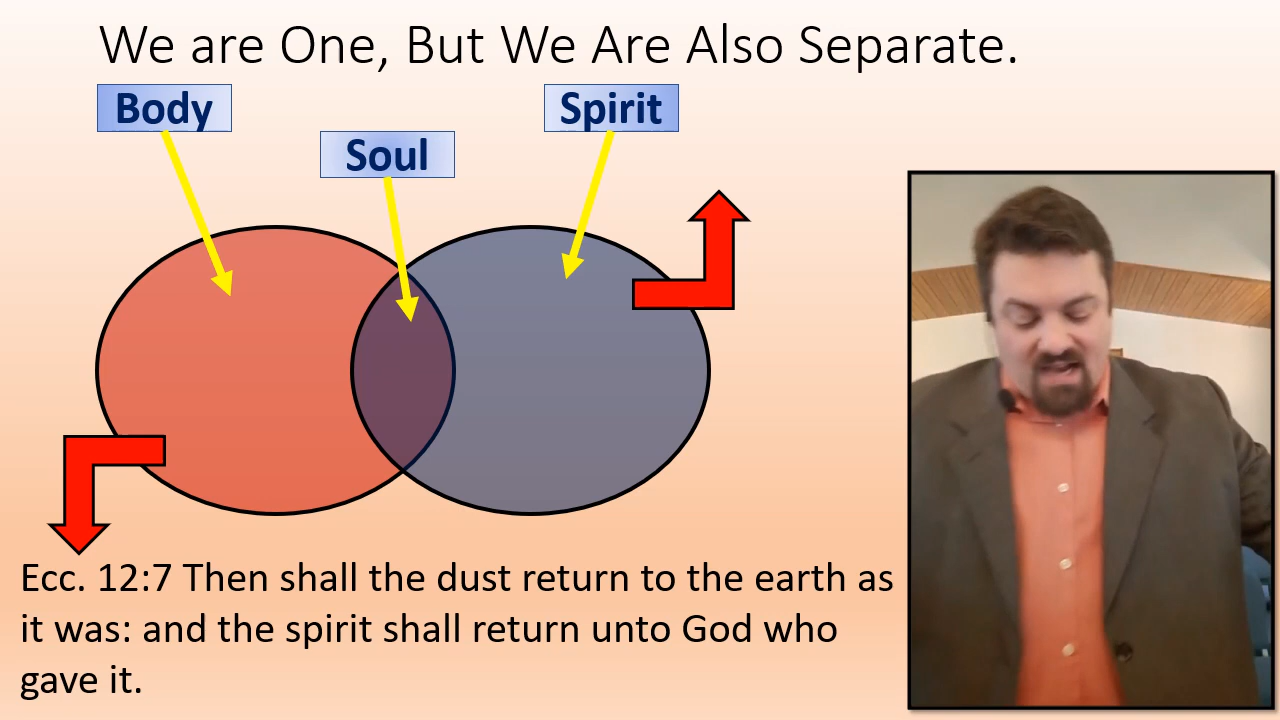 We are One, But We Are Also Separate.
Body
Spirit
Soul
Ecc. 12:7 Then shall the dust return to the earth as
it was: and the spirit shall return unto God who
gave it.